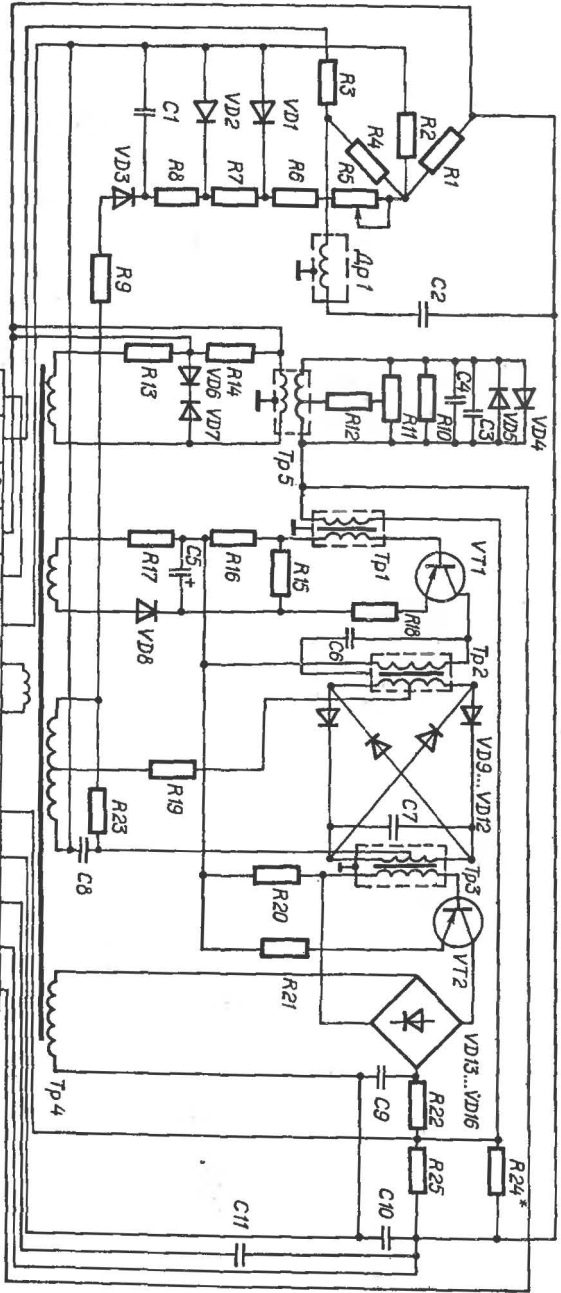 R3
R4
R2
R1
VD1
VD2
C1
R5
R6
R7
R8
VD3
Др1
C2
R9
R14
R13
VD6
VD7
R12
R11
R10
C4
C3
VD5
VD4
Тр5
R17
C5
+
R16
R15
VD8
Тр1
VT1
R18
C6
Тр2
VD9...VD12
R19
R23
C7
C8
Тр3
R20
R21
VT2
VD13...VD16
Тр4
C9
R22
R25
R24*
C10
C11